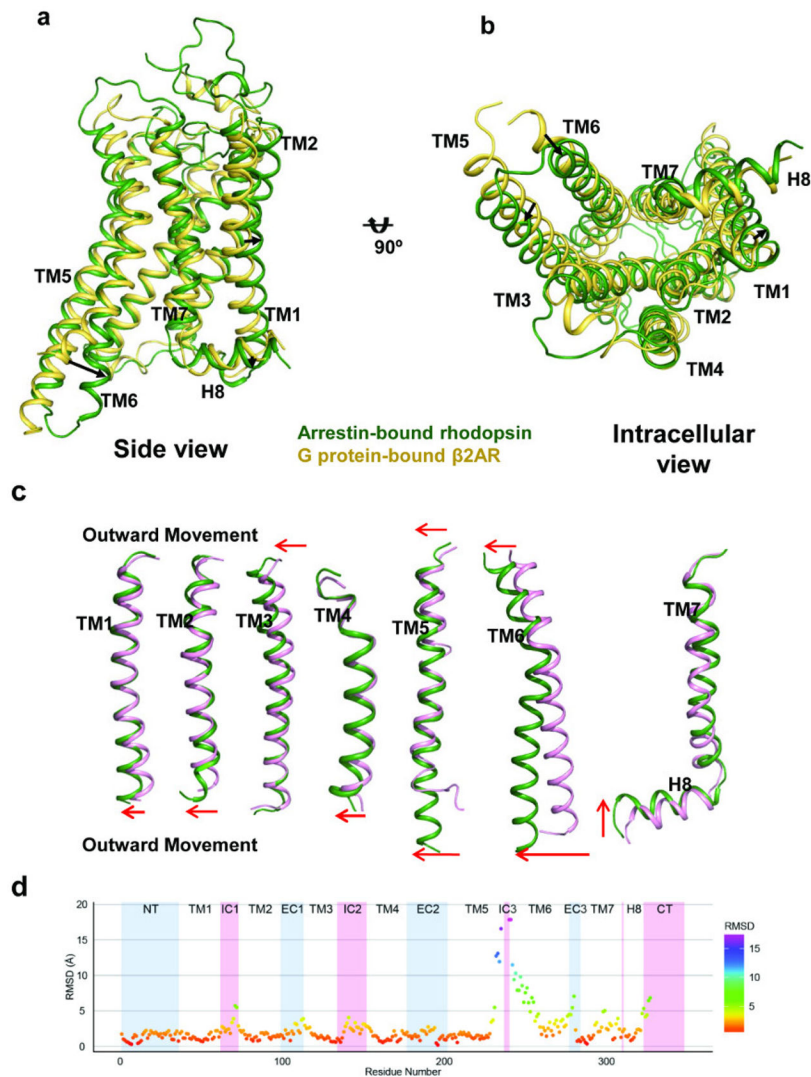 a
b
TM2
TM5
TM7
TM1
TM6
H8
90º
TM5
TM6
TM7
H8
TM3
TM1
TM2
TM4
Side view
Arrestin-bound rhodopsin
G protein-bound β2AR
Intracellular
view
c
Outward Movement
TM1
TM2
TM3
TM4
TM5
TM6
TM7
H8
Outward Movement
d
NT TM1 IC1 TM2 EC1 TM3 IC2 TM4 EC2 TM5 IC3 TM6 EC3 TM7 H8 CT
20
15
10
5
0
RMSD (A)
0 100 200 300
Residue Number
RMSD
15
10
5